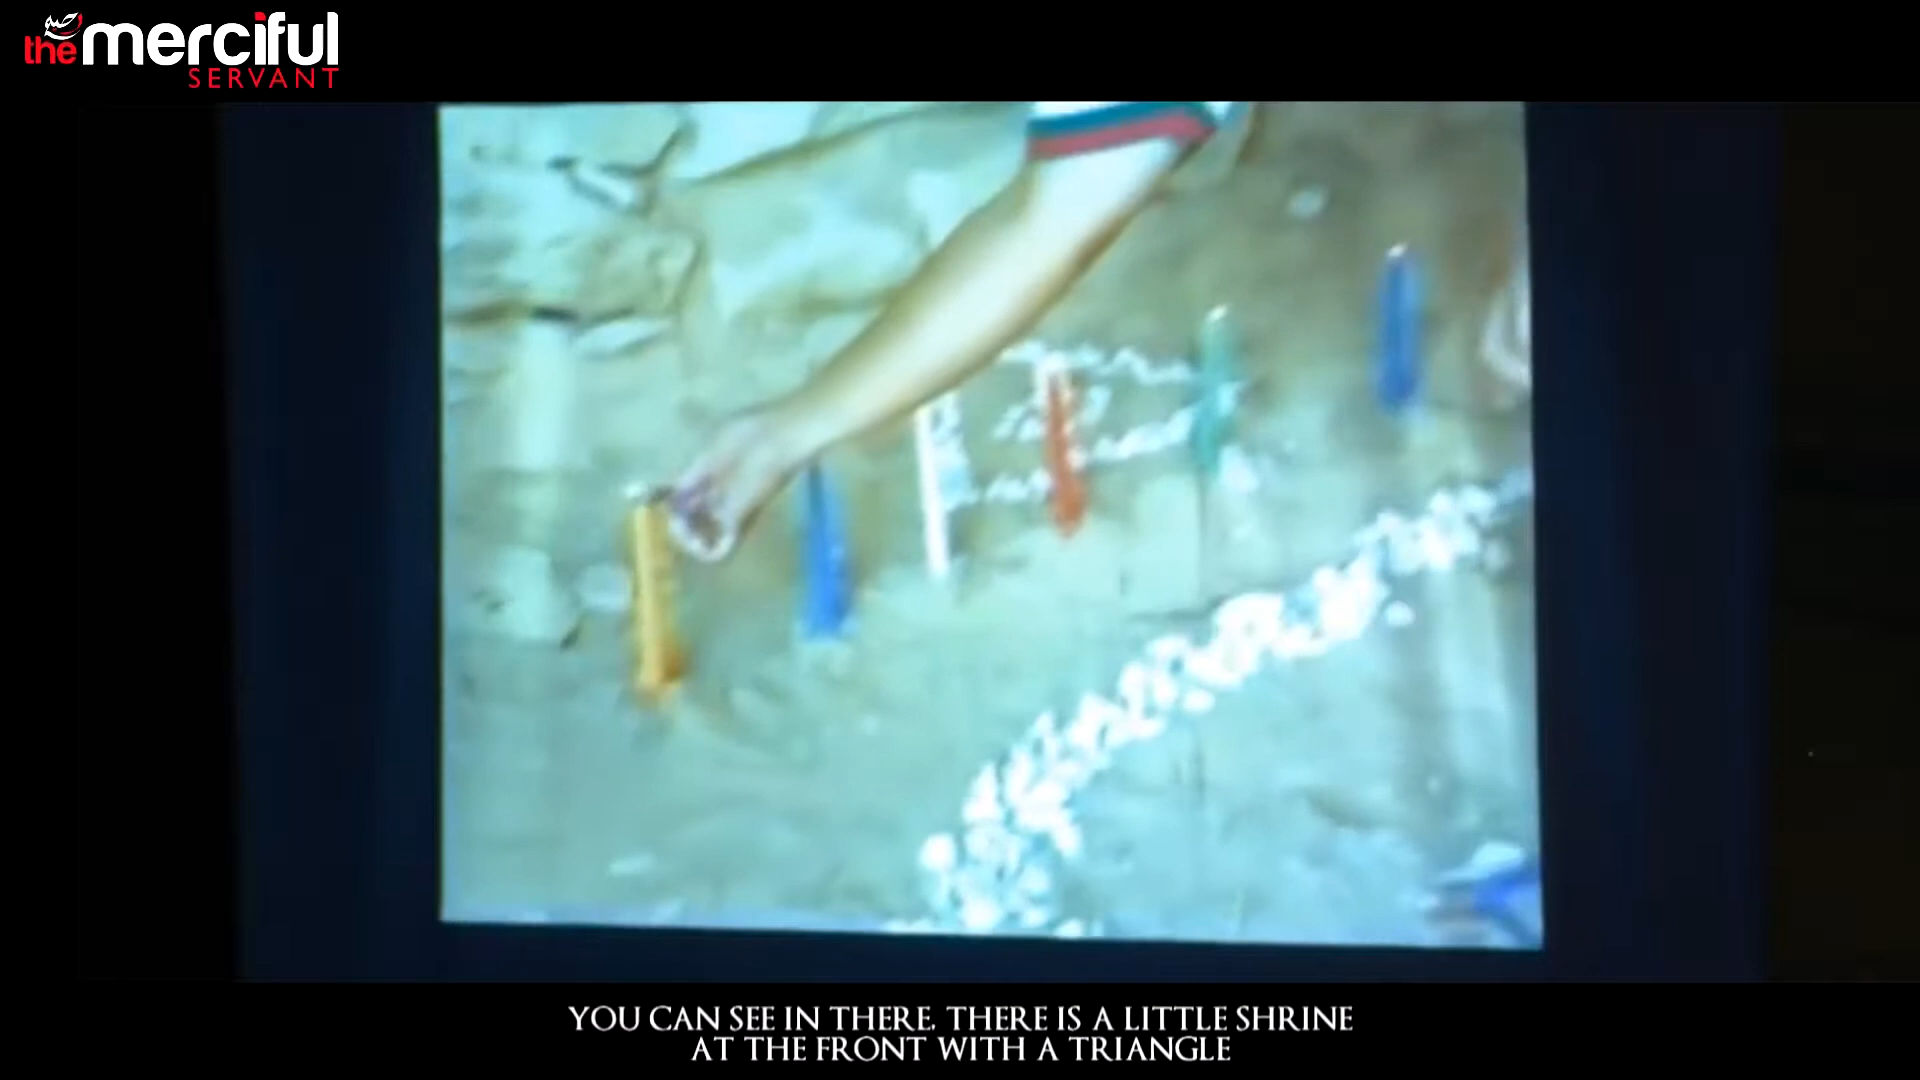 the merciful
SERVANT
YOU CAN SEE IN THERE. THERE IS A LITTLE SHRINE
AT THE FRONT WITH A TRIANGLE